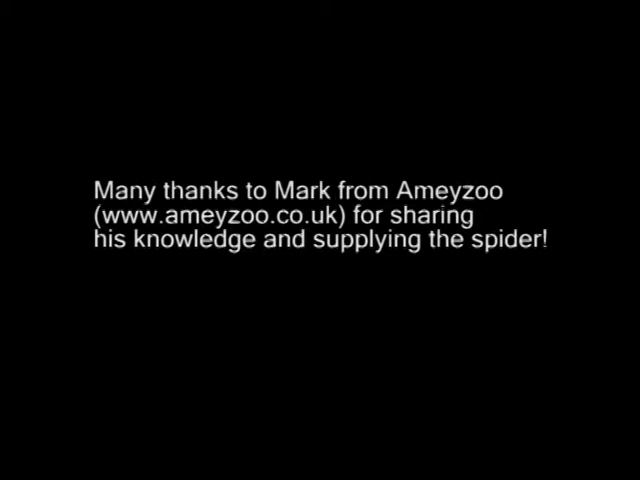 Many thanks to Mark from Ameyzoo
(www.ameyzoo.co.uk) for sharing
his knowledge and supplying the spider!